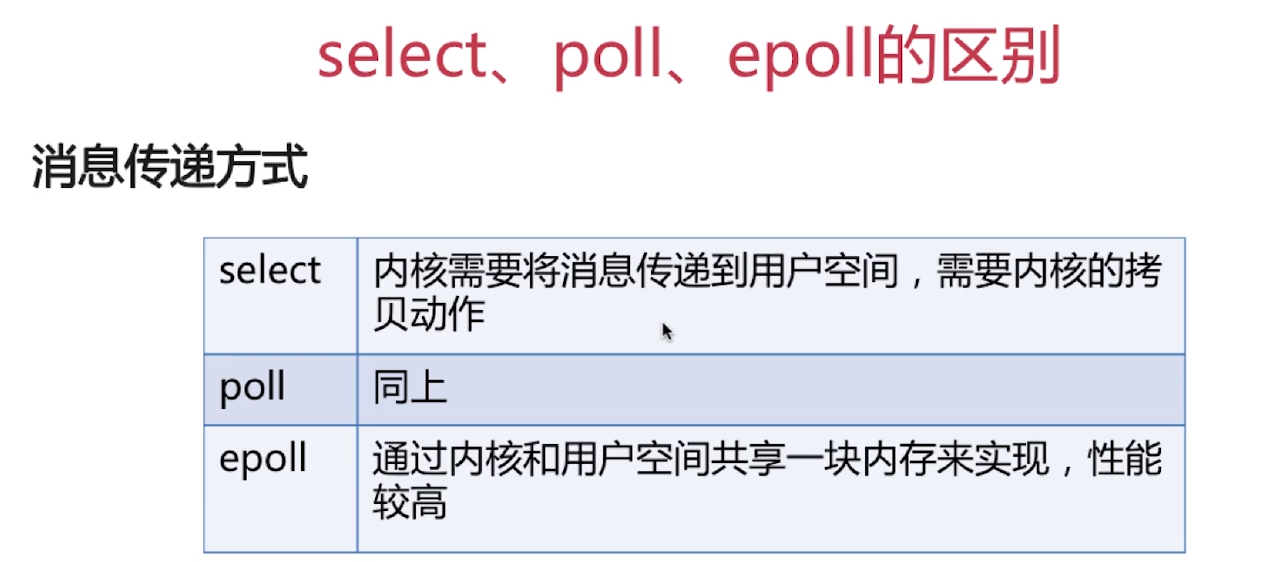 select、poll、epoll的区别
消息传递方式
select
内核需要将消息传递到用户空间，需要内核的拷
贝动作
poll
同上
epoll
通过内核和用户空间共享一块内存来实现，性能
较高